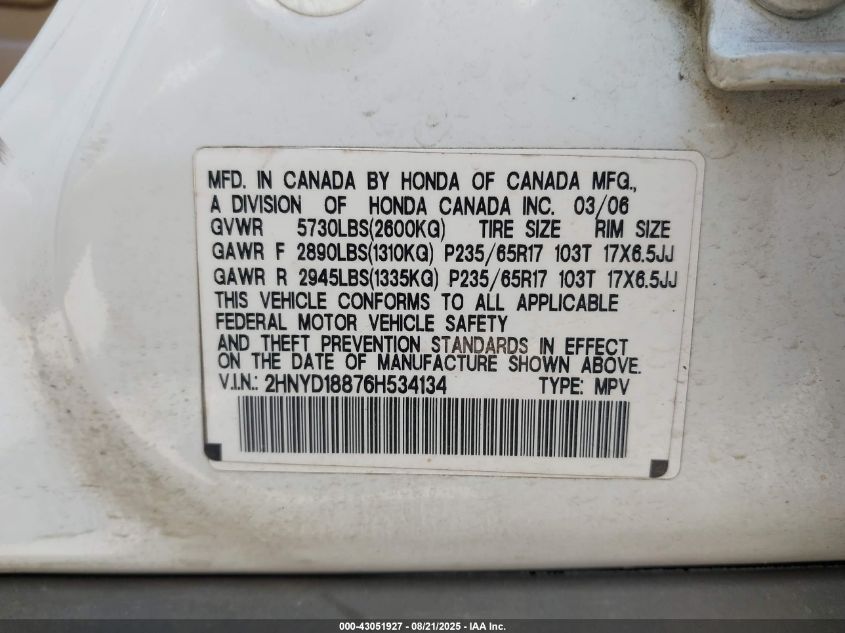 MFD. IN CANADA BY HONDA OF CANADA MFG.,
A DIVISION OF HONDA CANADA INC. 03/06
GVWR 5730LBS(2600KG) TIRE SIZE RIM SIZE
GAWR F 2890LBS(1310KG) P235/65R17 103T 17X6.5JJ
GAWR R 2945LBS(1335KG) P235/65R17 103T 17X6.5JJ
THIS VEHICLE CONFORMS TO ALL APPLICABLE
FEDERAL MOTOR VEHICLE SAFETY
AND THEFT PREVENTION STANDARDS IN EFFECT
ON THE DATE OF MANUFACTURE SHOWN ABOVE.
V.I.N.: 2HNYD18876H534134 TYPE: MPV
000-43051927 - 08/21/2025 - IAA Inc.